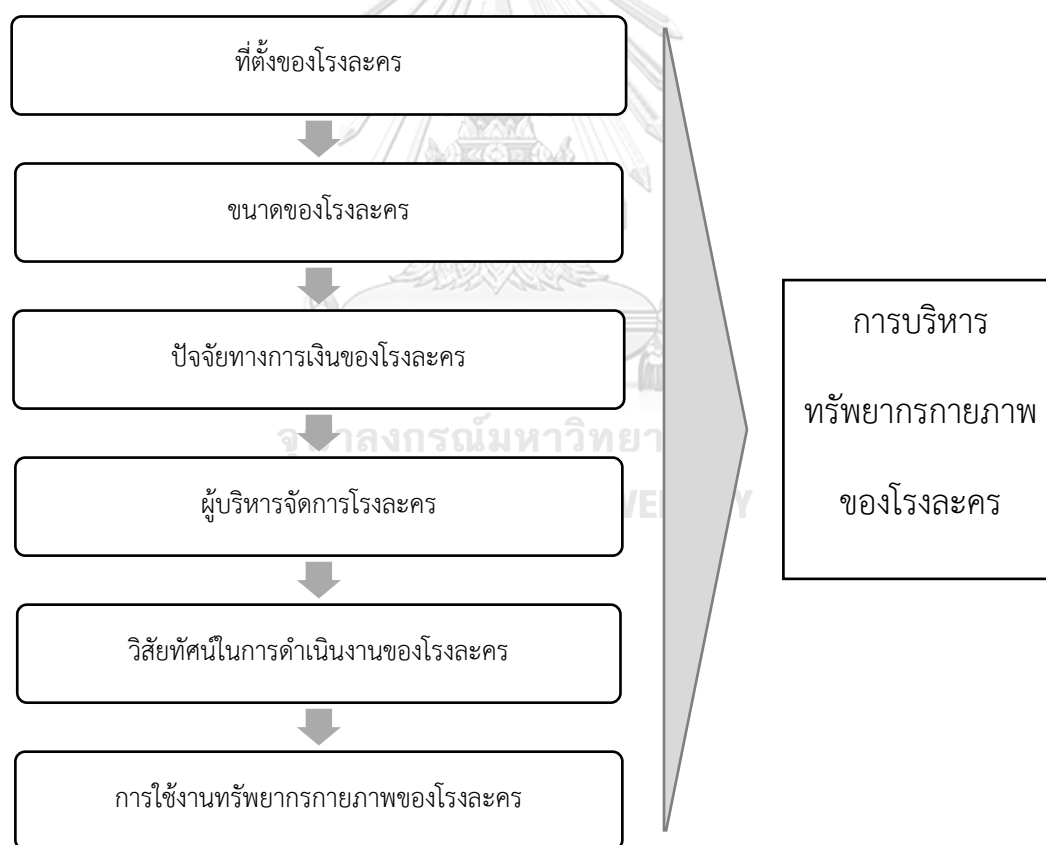 ที่ตั้งของโรงละคร
ขนาดของโรงละคร
ปัจจัยทางการเงินของโรงละคร
ผู้บริหารจัดการโรงละคร
วิสัยทัศน์ในการดำเนินงานของโรงละคร
การใช้งานทรัพยากรกายภาพของโรงละคร
การบริหาร
ทรัพยากรกายภาพ
ของโรงละคร